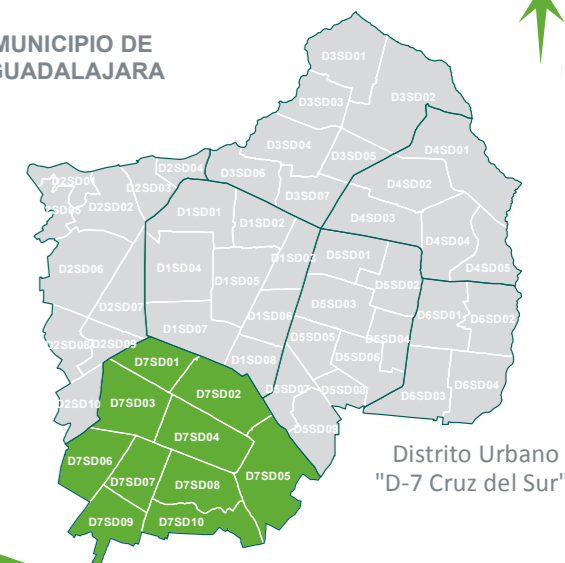 MUNICIPIO DE
GUADALAJARA
D3SD01
D3SD02
D3SD03
D3SD04
D3SD05
D3SD06
D3SD07
D4SD01
D4SD02
D4SD03
D4SD04
D4SD05
D2SD01
D2SD04
D2SD03
D2SD05
D2SD02
D1SD01
D1SD02
D1SD03
D2SD06
D1SD04
D1SD05
D5SD01
D5SD02
D2SD07
D1SD06
D5SD03
D6SD01
D6SD02
D1SD07
D5SD05
D5SD04
D2SD08
D2SD09
D1SD08
D5SD06
D7SD01
D2SD10
D7SD02
D5SD07
D5SD08
D6SD03
D6SD04
D7SD03
D5SD09
D7SD04
D7SD06
D7SD05
D7SD07
D7SD08
D7SD09
D7SD10
Distrito Urbano
"D-7 Cruz del Sur"